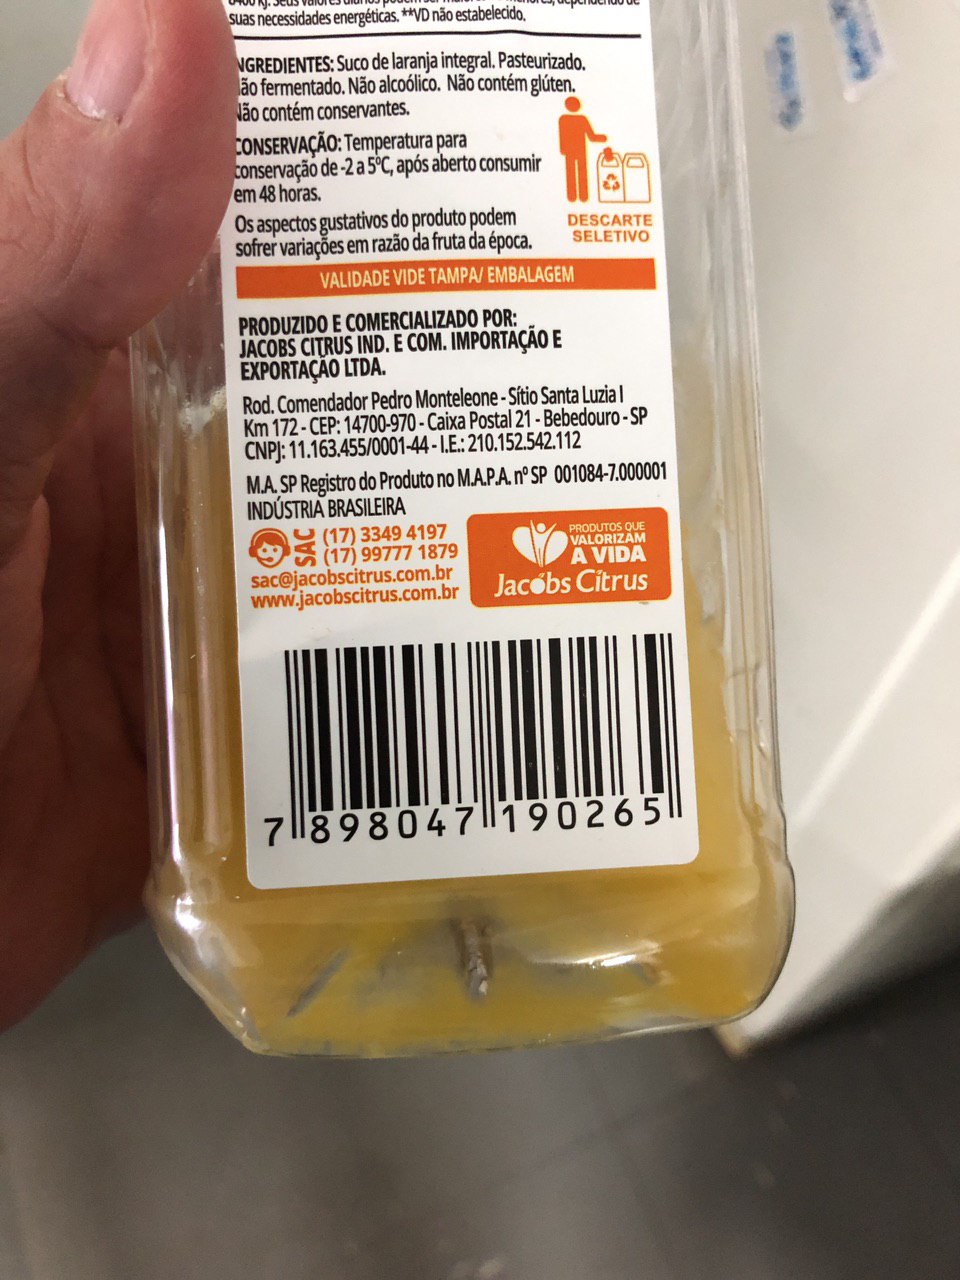 suas necessidades energéticas. **VD não estabelecido.
INGREDIENTES: Suco de laranja integral. Pasteurizado.
Não fermentado. Não alcoólico. Não contém glúten.
Não contém conservantes.
CONSERVAÇÃO: Temperatura para
conservação de -2 a 5ºC, após aberto consumir
em 48 horas.
Os aspectos gustativos do produto podem
sofrer variações em razão da fruta da época.
DESCARTE
SELETIVO
VALIDADE VIDE TAMPA/ EMBALAGEM
PRODUZIDO E COMERCIALIZADO POR:
JACOBS CITRUS IND. E COM. IMPORTAÇÃO E
EXPORTAÇÃO LTDA.
Rod. Comendador Pedro Monteleone - Sítio Santa Luzia I
Km 172 - CEP: 14700-970 - Caixa Postal 21 - Bebedouro - SP
CNPJ: 11.163.455/0001-44 - I.E.: 210.152.542.112
M.A. SP Registro do Produto no M.A.P.A. nº SP 001084-7.000001
INDÚSTRIA BRASILEIRA
SAC (17) 3349 4197
(17) 99777 1879
sac@jacobscitrus.com.br
www.jacobscitrus.com.br
PRODUTOS QUE
VALORIZAM
A VIDA
Jacobs Citrus
7 898047 190265